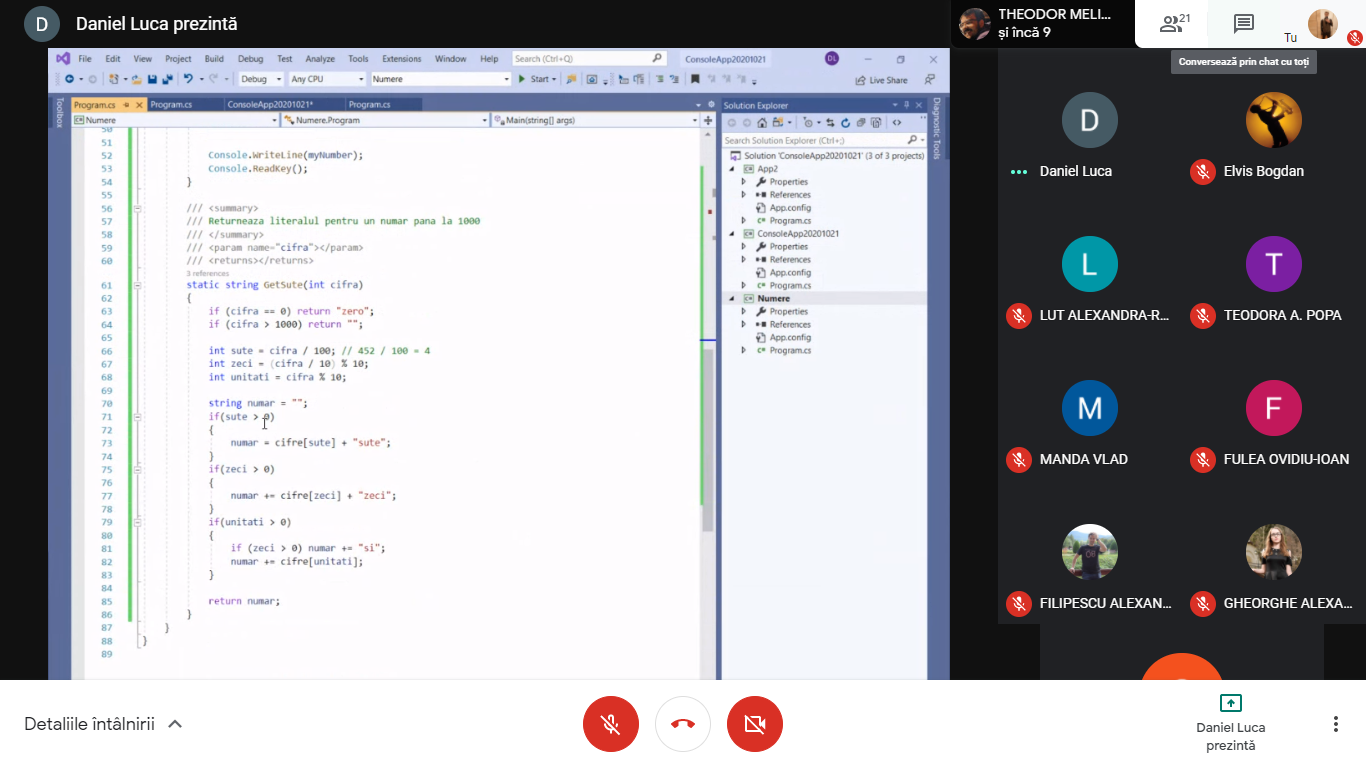 D Daniel Luca prezintă
THEODOR MELI...
și încă 9
21
Tu
Conversează prin chat cu toți
File Edit View Project Build Debug Test Analyze Tools Extensions Window Help Search (Ctrl+Q) ConsoleApp20201021 DL
Debug Any CPU Numere Start Live Share
Toolbox
Program.cs Program.cs ConsoleApp20201021* Program.cs
Numere Numere.Program Main(string[] args)
50
51
52 Console.WriteLine(myNumber);
53 Console.ReadKey();
54 }
55
56 /// <summary>
57 /// Returneaza literalul pentru un numar pana la 1000
58 /// </summary>
59 /// <param name="cifra"></param>
60 /// <returns></returns>
3 references
61 static string GetSute(int cifra)
62 {
63 if (cifra == 0) return "zero";
64 if (cifra > 1000) return "";
65
66 int sute = cifra / 100; // 452 / 100 = 4
67 int zeci = (cifra / 10) % 10;
68 int unitati = cifra % 10;
69
70 string numar = "";
71 if(sute > 0)
72 {
73 numar = cifre[sute] + "sute";
74 }
75 if(zeci > 0)
76 {
77 numar += cifre[zeci] + "zeci";
78 }
79 if(unitati > 0)
80 {
81 if (zeci > 0) numar += "si";
82 numar += cifre[unitati];
83 }
84
85 return numar;
86 }
87 }
88 }
89
Solution Explorer
Search Solution Explorer (Ctrl+;)
Solution 'ConsoleApp20201021' (3 of 3 projects)
App2
Properties
References
App.config
Program.cs
ConsoleApp20201021
Properties
References
App.config
Program.cs
Numere
Properties
References
App.config
Program.cs
Diagnostic Tools
D
Daniel Luca
Elvis Bogdan
L
LUT ALEXANDRA-R...
T
TEODORA A. POPA
M
MANDA VLAD
F
FULEA OVIDIU-IOAN
FILIPESCU ALEXAN...
GHEORGHE ALEXA...
Detaliile întâlnirii
Daniel Luca
prezintă